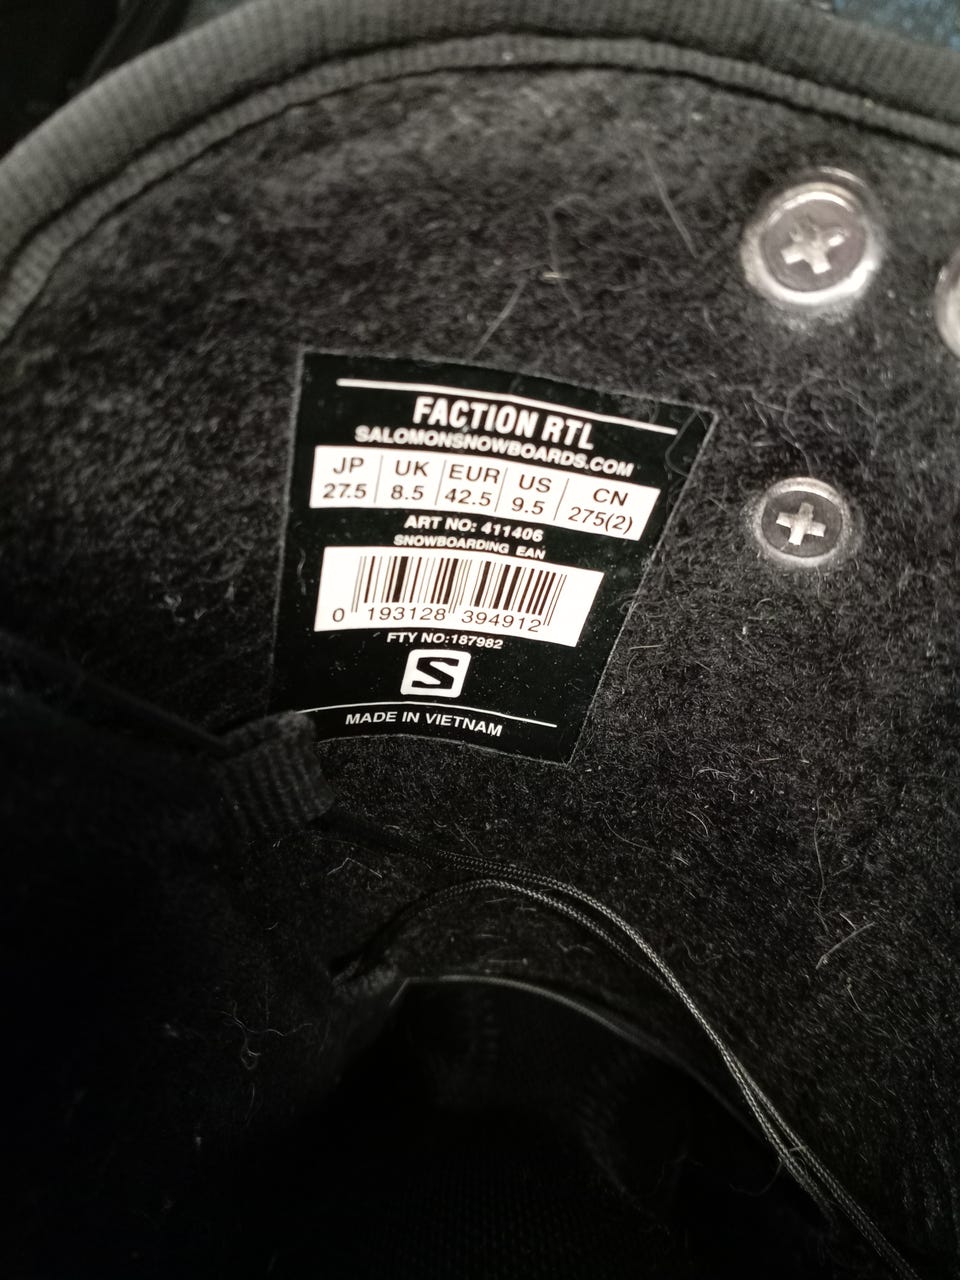 FACTION RTL
SALOMONSNOWBOARDS.COM
JP UK EUR US CN
27.5 8.5 42.5 9.5 275(2)
ART NO: 411406
SNOWBOARDING EAN
0 193128 394912
FTY NO:187982
S
MADE IN VIETNAM